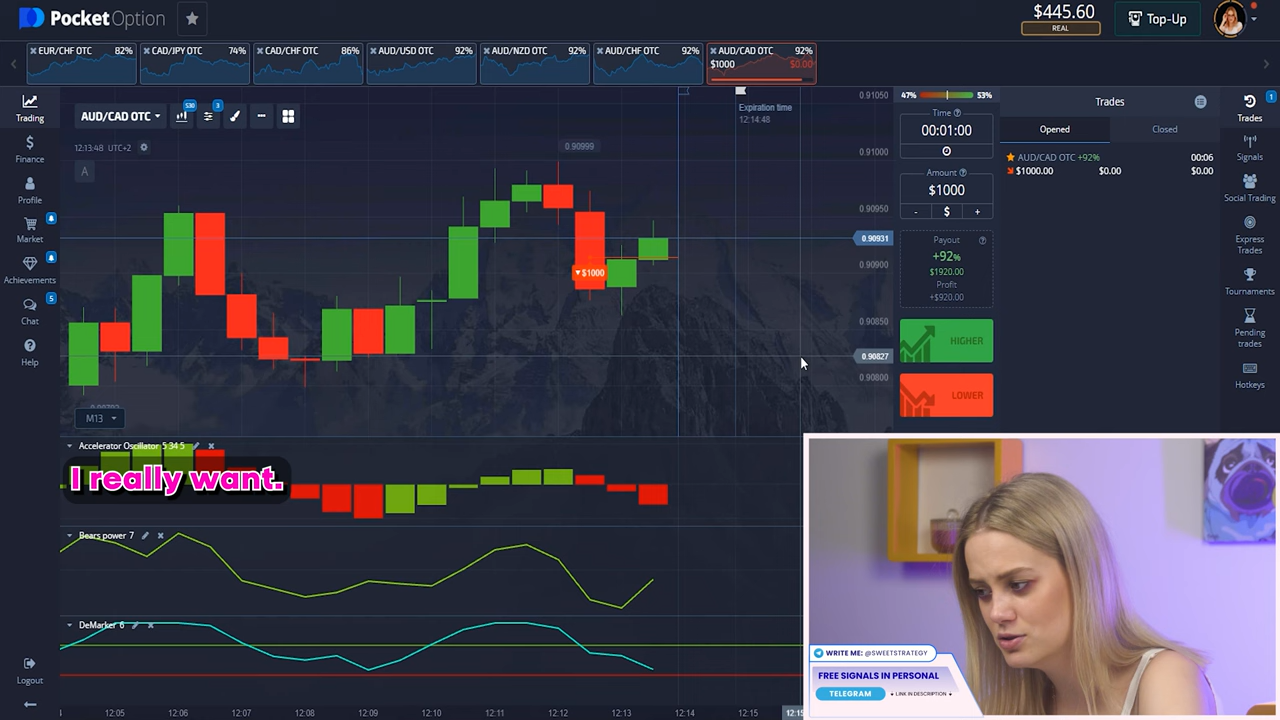 PocketOption
$445.60
REAL
Top-Up
EUR/CHF OTC 82%
CAD/JPY OTC 74%
CAD/CHF OTC 86%
AUD/USD OTC 92%
AUD/NZD OTC 92%
AUD/CHF OTC 92%
AUD/CAD OTC 92%
$1000 $0.00
Trading
Finance
Profile
Market
Achievements
5
Chat
Help
Logout
AUD/CAD OTC
530
3
12:13:48 UTC+2
A
0.90999
Expiration time
12:14:48
$1000
M13
0.91050
0.91000
0.90950
0.90931
0.90900
0.90850
0.90827
0.90800
Accelerator Oscillator 5 34 5
I really want.
Bears power 7
DeMarker 6
12:05 12:06 12:07 12:08 12:09 12:10 12:11 12:12 12:13 12:14 12:15
47% 53%
Time
00:01:00
Amount
$1000
- $ +
Payout
+92%
$1920.00
Profit
+$920.00
HIGHER
LOWER
Trades
Opened Closed
AUD/CAD OTC +92% 00:06
$1000.00 $0.00 $0.00
1
Trades
Signals
Social Trading
Express
Trades
Tournaments
Pending
trades
Hotkeys
WRITE ME: @SWEETSTRATEGY
FREE SIGNALS IN PERSONAL
TELEGRAM
LINK IN DESCRIPTION